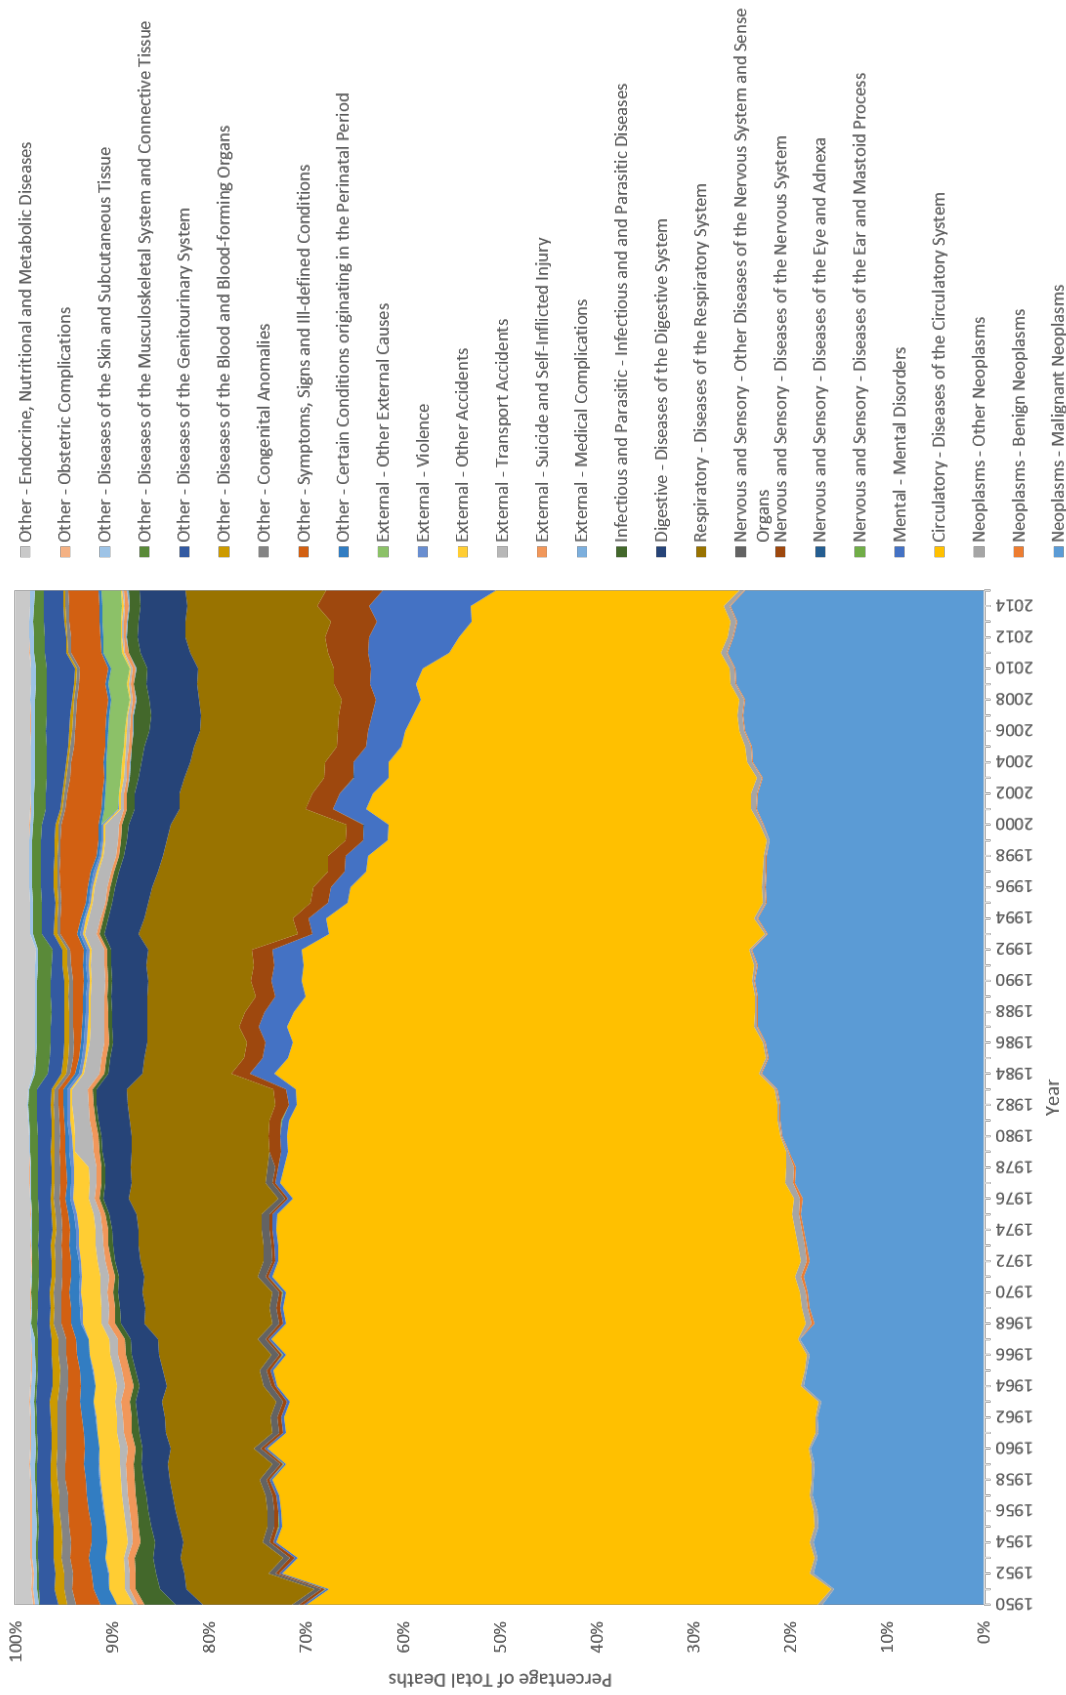 Other - Endocrine, Nutritional and Metabolic Diseases
Other - Obstetric Complications
Other - Diseases of the Skin and Subcutaneous Tissue
Other - Diseases of the Musculoskeletal System and Connective Tissue
Other - Diseases of the Genitourinary System
Other - Diseases of the Blood and Blood-forming Organs
Other - Congenital Anomalies
Other - Symptoms, Signs and Ill-defined Conditions
Other - Certain Conditions originating in the Perinatal Period
External - Other External Causes
External - Violence
External - Other Accidents
External - Transport Accidents
External - Suicide and Self-Inflicted Injury
External - Medical Complications
Infectious and Parasitic - Infectious and and Parasitic Diseases
Digestive - Diseases of the Digestive System
Respiratory - Diseases of the Respiratory System
Nervous and Sensory - Other Diseases of the Nervous System and Sense
Organs
Nervous and Sensory - Diseases of the Nervous System
Nervous and Sensory - Diseases of the Eye and Adnexa
Nervous and Sensory - Diseases of the Ear and Mastoid Process
Mental - Mental Disorders
Circulatory - Diseases of the Circulatory System
Neoplasms - Other Neoplasms
Neoplasms - Benign Neoplasms
Neoplasms - Malignant Neoplasms
100%
90%
80%
70%
60%
50%
40%
30%
20%
10%
0%
Percentage of Total Deaths
1950
1952
1954
1956
1958
1960
1962
1964
1966
1968
1970
1972
1974
1976
1978
1980
1982
1984
1986
1988
1990
1992
1994
1996
1998
2000
2002
2004
2006
2008
2010
2012
2014
Year